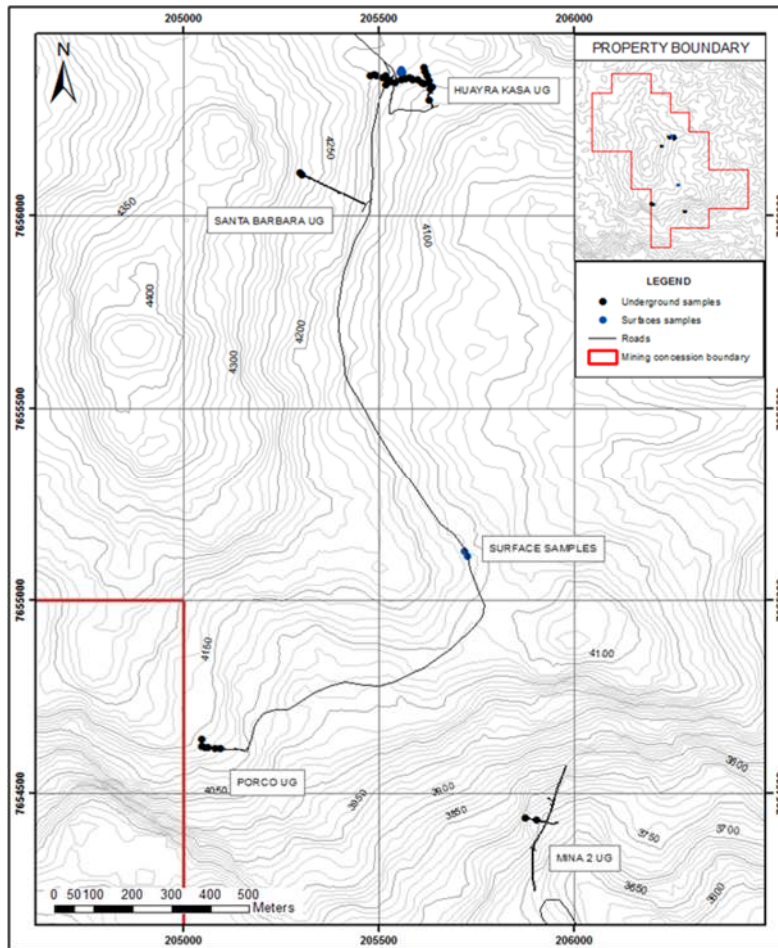 205000 205500 206000
N
PROPERTY BOUNDARY
HUAYRA KASA UG
4250
SANTA BARBARA UG
4350
4100
7656000
LEGEND
Underground samples
Surfaces samples
Roads
Mining concession boundary
4400
4200
4300
7655500
SURFACE SAMPLES
7655000
4150
4100
PORCO UG
3800
7654500
4050
3950
3900
3850
3750
3700
MINA 2 UG
3650
0 50 100 200 300 400 500
Meters
205000 205500 206000